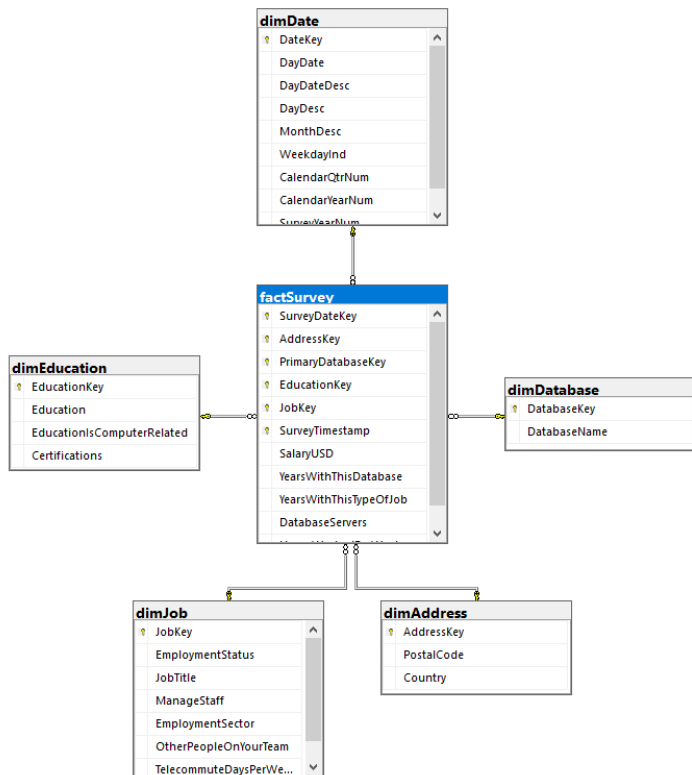 dimDate
DateKey
DayDate
DayDateDesc
DayDesc
MonthDesc
WeekdayInd
CalendarQtrNum
CalendarYearNum
SurveyYearNum
factSurvey
SurveyDateKey
AddressKey
PrimaryDatabaseKey
EducationKey
JobKey
SurveyTimestamp
SalaryUSD
YearsWithThisDatabase
YearsWithThisTypeOfJob
DatabaseServers
dimEducation
EducationKey
Education
EducationIsComputerRelated
Certifications
dimDatabase
DatabaseKey
DatabaseName
dimJob
JobKey
EmploymentStatus
JobTitle
ManageStaff
EmploymentSector
OtherPeopleOnYourTeam
TelecommuteDaysPerWe...
dimAddress
AddressKey
PostalCode
Country